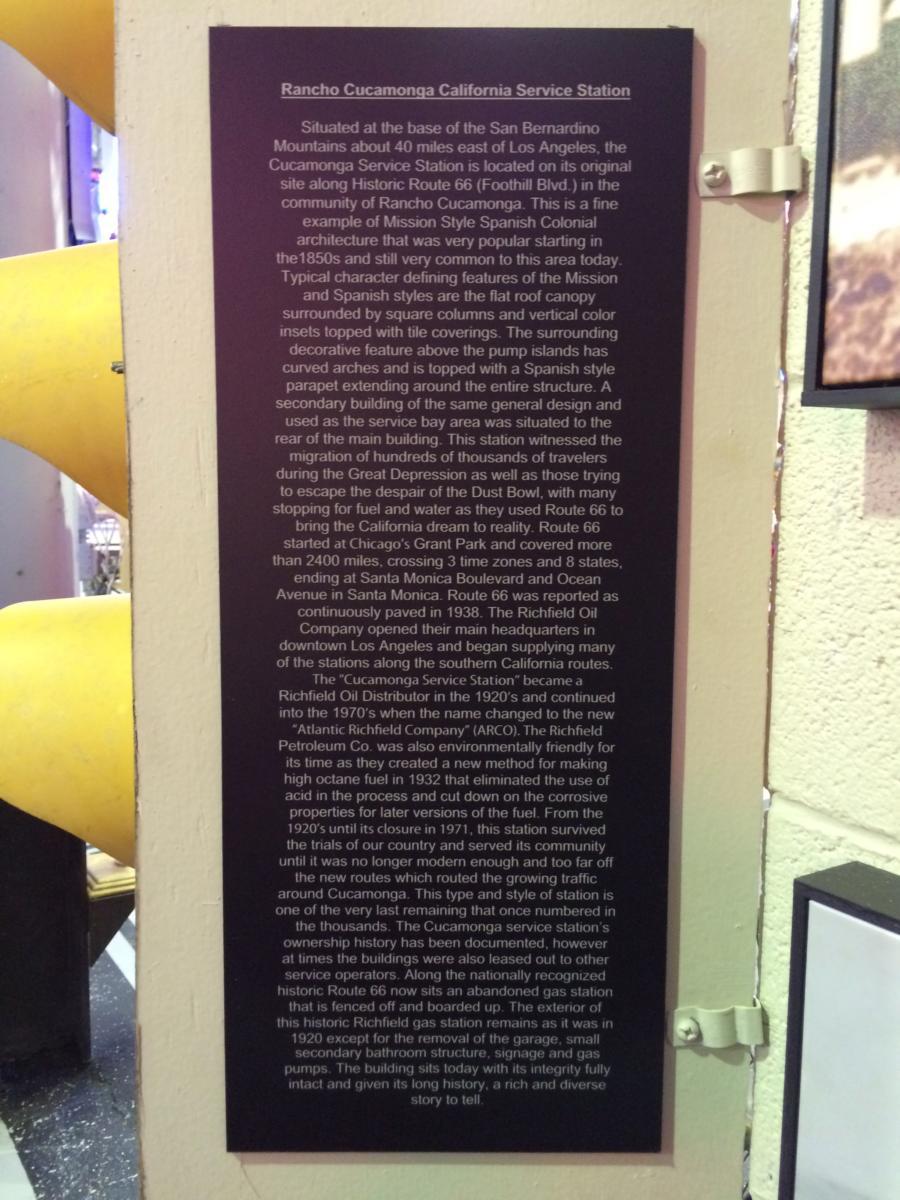 Rancho Cucamonga California Service Station
Situated at the base of the San Bernardino
Mountains about 40 miles east of Los Angeles, the
Cucamonga Service Station is located on its original
site along Historic Route 66 (Foothill Blvd.) in the
community of Rancho Cucamonga. This is a fine
example of Mission Style Spanish Colonial
architecture that was very popular starting in
the1850s and still very common to this area today.
Typical character defining features of the Mission
and Spanish styles are the flat roof canopy
surrounded by square columns and vertical color
insets topped with tile coverings. The surrounding
decorative feature above the pump islands has
curved arches and is topped with a Spanish style
parapet extending around the entire structure. A
secondary building of the same general design and
used as the service bay area was situated to the
rear of the main building. This station witnessed the
migration of hundreds of thousands of travelers
during the Great Depression as well as those trying
to escape the despair of the Dust Bowl, with many
stopping for fuel and water as they used Route 66 to
bring the California dream to reality. Route 66
started at Chicago's Grant Park and covered more
than 2400 miles, crossing 3 time zones and 8 states,
ending at Santa Monica Boulevard and Ocean
Avenue in Santa Monica. Route 66 was reported as
continuously paved in 1938. The Richfield Oil
Company opened their main headquarters in
downtown Los Angeles and began supplying many
of the stations along the southern California routes.
The "Cucamonga Service Station" became a
Richfield Oil Distributor in the 1920's and continued
into the 1970's when the name changed to the new
"Atlantic Richfield Company" (ARCO). The Richfield
Petroleum Co. was also environmentally friendly for
its time as they created a new method for making
high octane fuel in 1932 that eliminated the use of
acid in the process and cut down on the corrosive
properties for later versions of the fuel. From the
1920's until its closure in 1971, this station survived
the trials of our country and served its community
until it was no longer modern enough and too far off
the new routes which routed the growing traffic
around Cucamonga. This type and style of station is
one of the very last remaining that once numbered in
the thousands. The Cucamonga service station's
ownership history has been documented, however
at times the buildings were also leased out to other
service operators. Along the nationally recognized
historic Route 66 now sits an abandoned gas station
that is fenced off and boarded up. The exterior of
this historic Richfield gas station remains as it was in
1920 except for the removal of the garage, small
secondary bathroom structure, signage and gas
pumps. The building sits today with its integrity fully
intact and given its long history, a rich and diverse
story to tell.